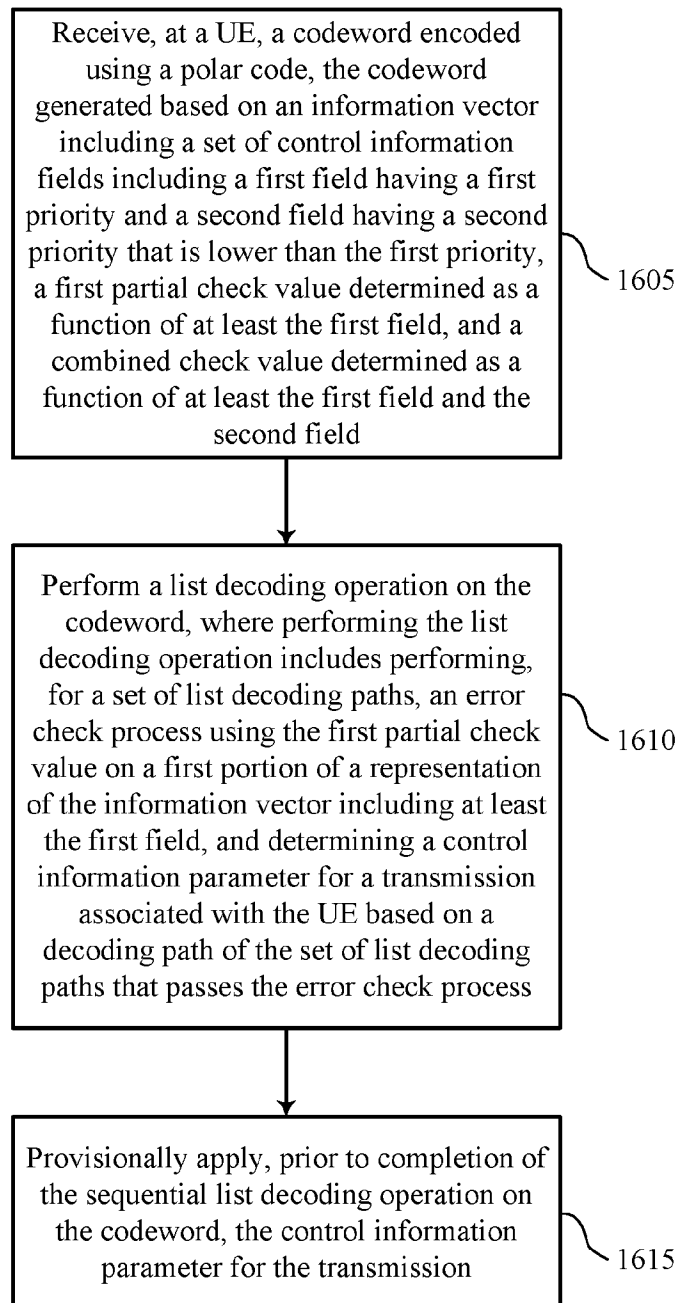 Receive, at a UE, a codeword encoded
using a polar code, the codeword
generated based on an information vector
including a set of control information
fields including a first field having a first
priority and a second field having a second
priority that is lower than the first priority,
a first partial check value determined as a
function of at least the first field, and a
combined check value determined as a
function of at least the first field and the
second field
1605
Perform a list decoding operation on the
codeword, where performing the list
decoding operation includes performing,
for a set of list decoding paths, an error
check process using the first partial check
value on a first portion of a representation
of the information vector including at least
the first field, and determining a control
information parameter for a transmission
associated with the UE based on a
decoding path of the set of list decoding
paths that passes the error check process
1610
Provisionally apply, prior to completion of
the sequential list decoding operation on
the codeword, the control information
parameter for the transmission
1615